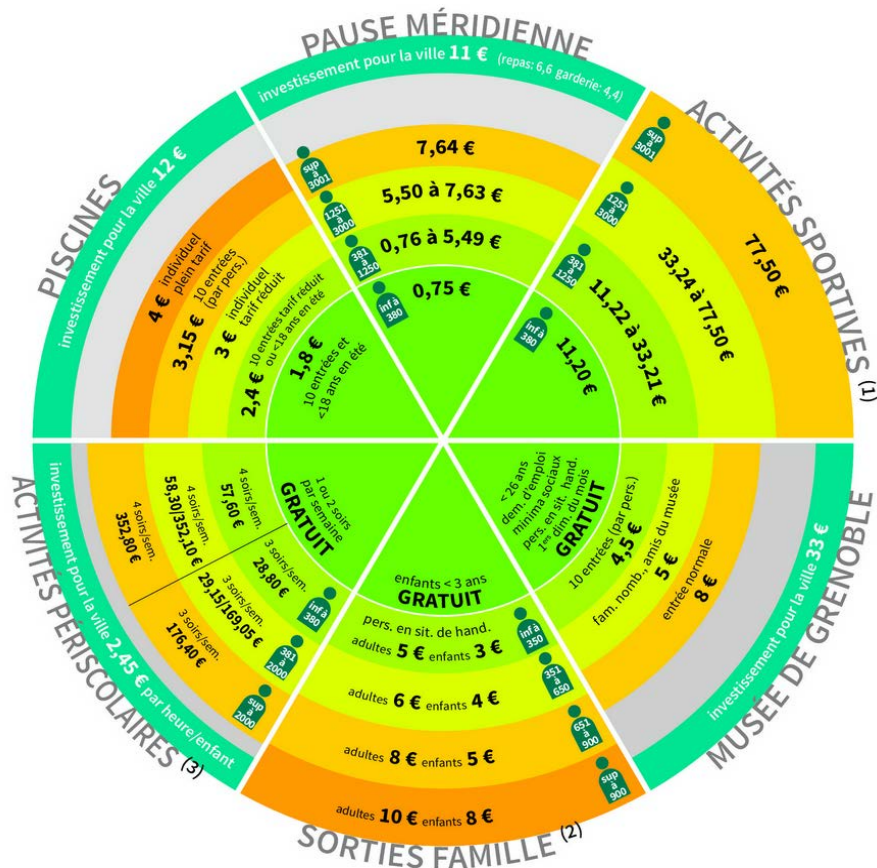 PAUSE MÉRIDIENNE
investissement pour la ville 11 € (repas: 6,6 garderie: 4,4)
sup à 3001
7,64 €
1251 à 3000
5,50 à 7,63 €
381 à 1250
0,76 à 5,49 €
inf à 380
0,75 €
ACTIVITÉS SPORTIVES (1)
sup à 3001
77,50 €
1251 à 3000
33,24 à 77,50 €
381 à 1250
11,22 à 33,21 €
inf à 380
11,20 €
MUSÉE DE GRENOBLE
investissement pour la ville 33 €
entrée normale
8 €
fam. nomb, amis du musée
5 €
10 entrées (par pers.)
4,5 €
< 26 ans
dem. d'emploi
minima sociaux
pers. en sit. hand.
1er dim. du mois
GRATUIT
SORTIES FAMILLE (2)
enfants < 3 ans
GRATUIT
pers. en sit. de hand.
inf à 350
adultes 5 € enfants 3 €
351 à 650
adultes 6 € enfants 4 €
651 à 900
adultes 8 € enfants 5 €
sup à 900
adultes 10 € enfants 8 €
ACTIVITÉS PÉRISCOLAIRES (3)
investissement pour la ville 2,45 € par heure/enfant
4 soirs/sem.
352,80 €
3 soirs/sem.
176,40 €
sup à 2000
4 soirs/sem.
58,30/352,10 €
3 soirs/sem.
29,15/169,05 €
381 à 2000
4 soirs/sem.
57,60 €
3 soirs/sem.
28,80 €
inf à 380
1 ou 2 soirs
par semaine
GRATUIT
PISCINES
investissement pour la ville 12 €
4 € individuel
plein tarif
3,15 € 10 entrées
(par pers.)
3 € individuel
tarif réduit
2,4 € 10 entrées tarif réduit
ou <18 ans en été
1,8 €
10 entrées et
<18 ans en été